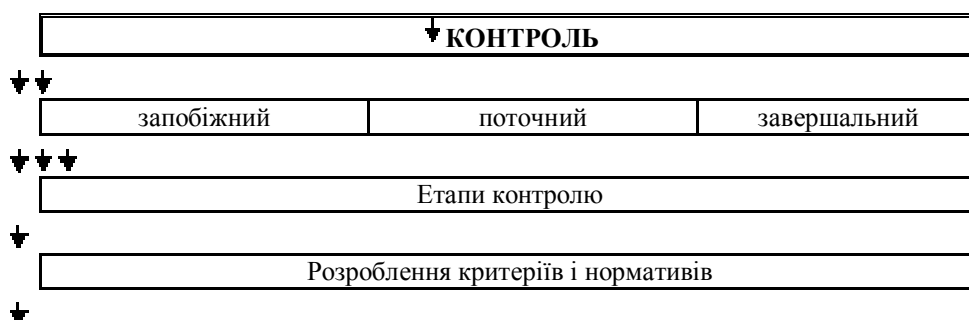 КОНТРОЛЬ
запобіжний поточний завершальний
Етапи контролю
Розроблення критеріїв і нормативів